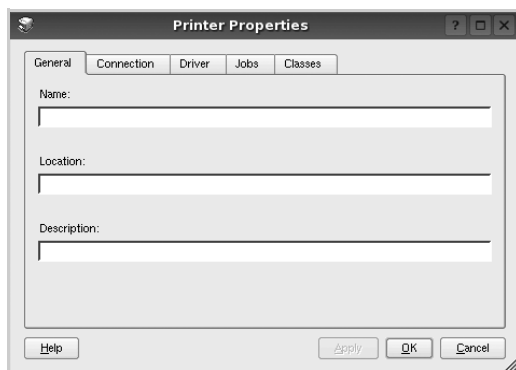 Printer Properties
?
General Connection Driver Jobs Classes
Name:
Location:
Description:
Help Apply OK Cancel